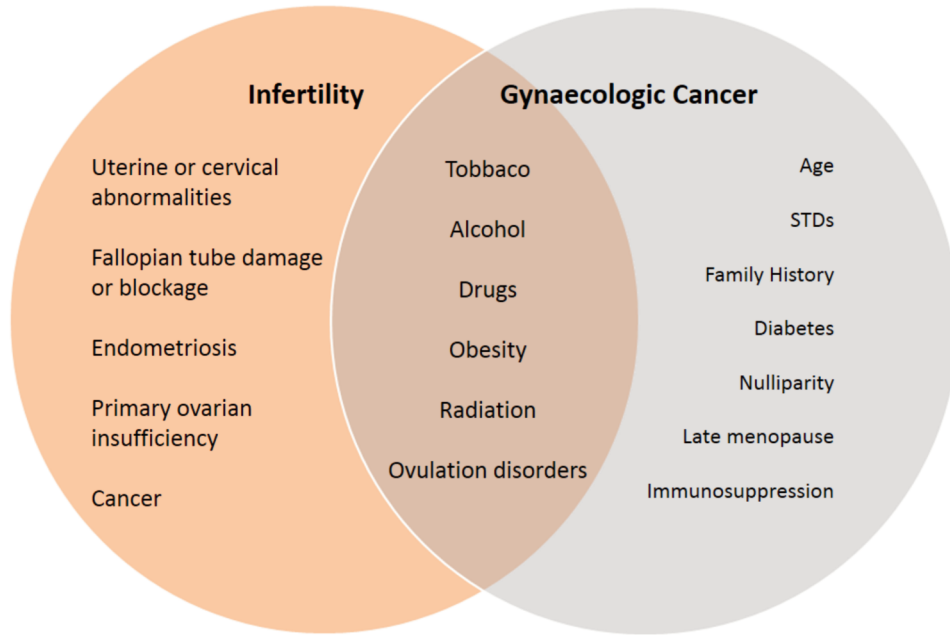 Infertility
Gynaecologic Cancer
Uterine or cervical
abnormalities
Fallopian tube damage
or blockage
Endometriosis
Primary ovarian
insufficiency
Cancer
Tobbaco
Alcohol
Drugs
Obesity
Radiation
Ovulation disorders
Age
STDs
Family History
Diabetes
Nulliparity
Late menopause
Immunosuppression